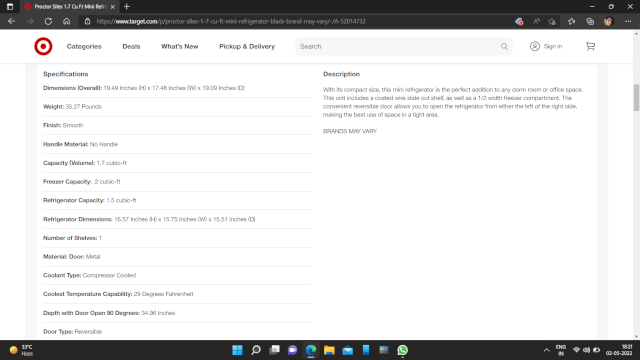 Proctor Silex 1.7 Cu Ft Mini Refri
https://www.target.com/p/proctor-silex-1-7-cu-ft-mini-refrigerator-black-brand-may-vary/-/A-52014732
Categories Deals What's New Pickup & Delivery Search Sign in
Specifications
Dimensions (Overall): 19.49 Inches (H) x 17.48 Inches (W) x 19.09 Inches (D)
Weight: 35.27 Pounds
Finish: Smooth
Handle Material: No Handle
Capacity (Volume): 1.7 cubic-ft
Freezer Capacity: .2 cubic-ft
Refrigerator Capacity: 1.5 cubic-ft
Refrigerator Dimensions: 16.57 Inches (H) x 15.75 Inches (W) x 15.51 Inches (D)
Number of Shelves: 1
Material: Door: Metal
Coolant Type: Compressor Cooled
Coolest Temperature Capability: 29 Degrees Fahrenheit
Depth with Door Open 90 Degrees: 34.96 Inches
Door Type: Reversible
Description
With its compact size, this mini refrigerator is the perfect addition to any dorm room or office space.
This unit includes a coated wire slide out shelf, as well as a 1/2 width freezer compartment. The
convenient reversible door allows you to open the refrigerator from either the left of the right side,
making the best use of space in a tight area.
BRANDS MAY VARY
33°C
Haze
ENG
IN
18:21
02-05-2022